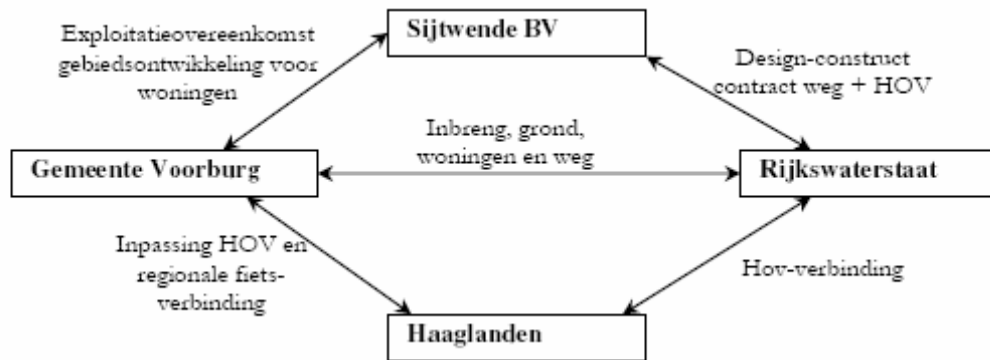 Sijtwende BV
Exploitatieovereenkomst
gebiedsontwikkeling voor
woningen
Design-construct
contract weg + HOV
Inbreng, grond,
woningen en weg
Gemeente Voorburg
Rijkswaterstaat
Inpassing HOV en
regionale fiets-
verbinding
Hov-verbinding
Haaglanden